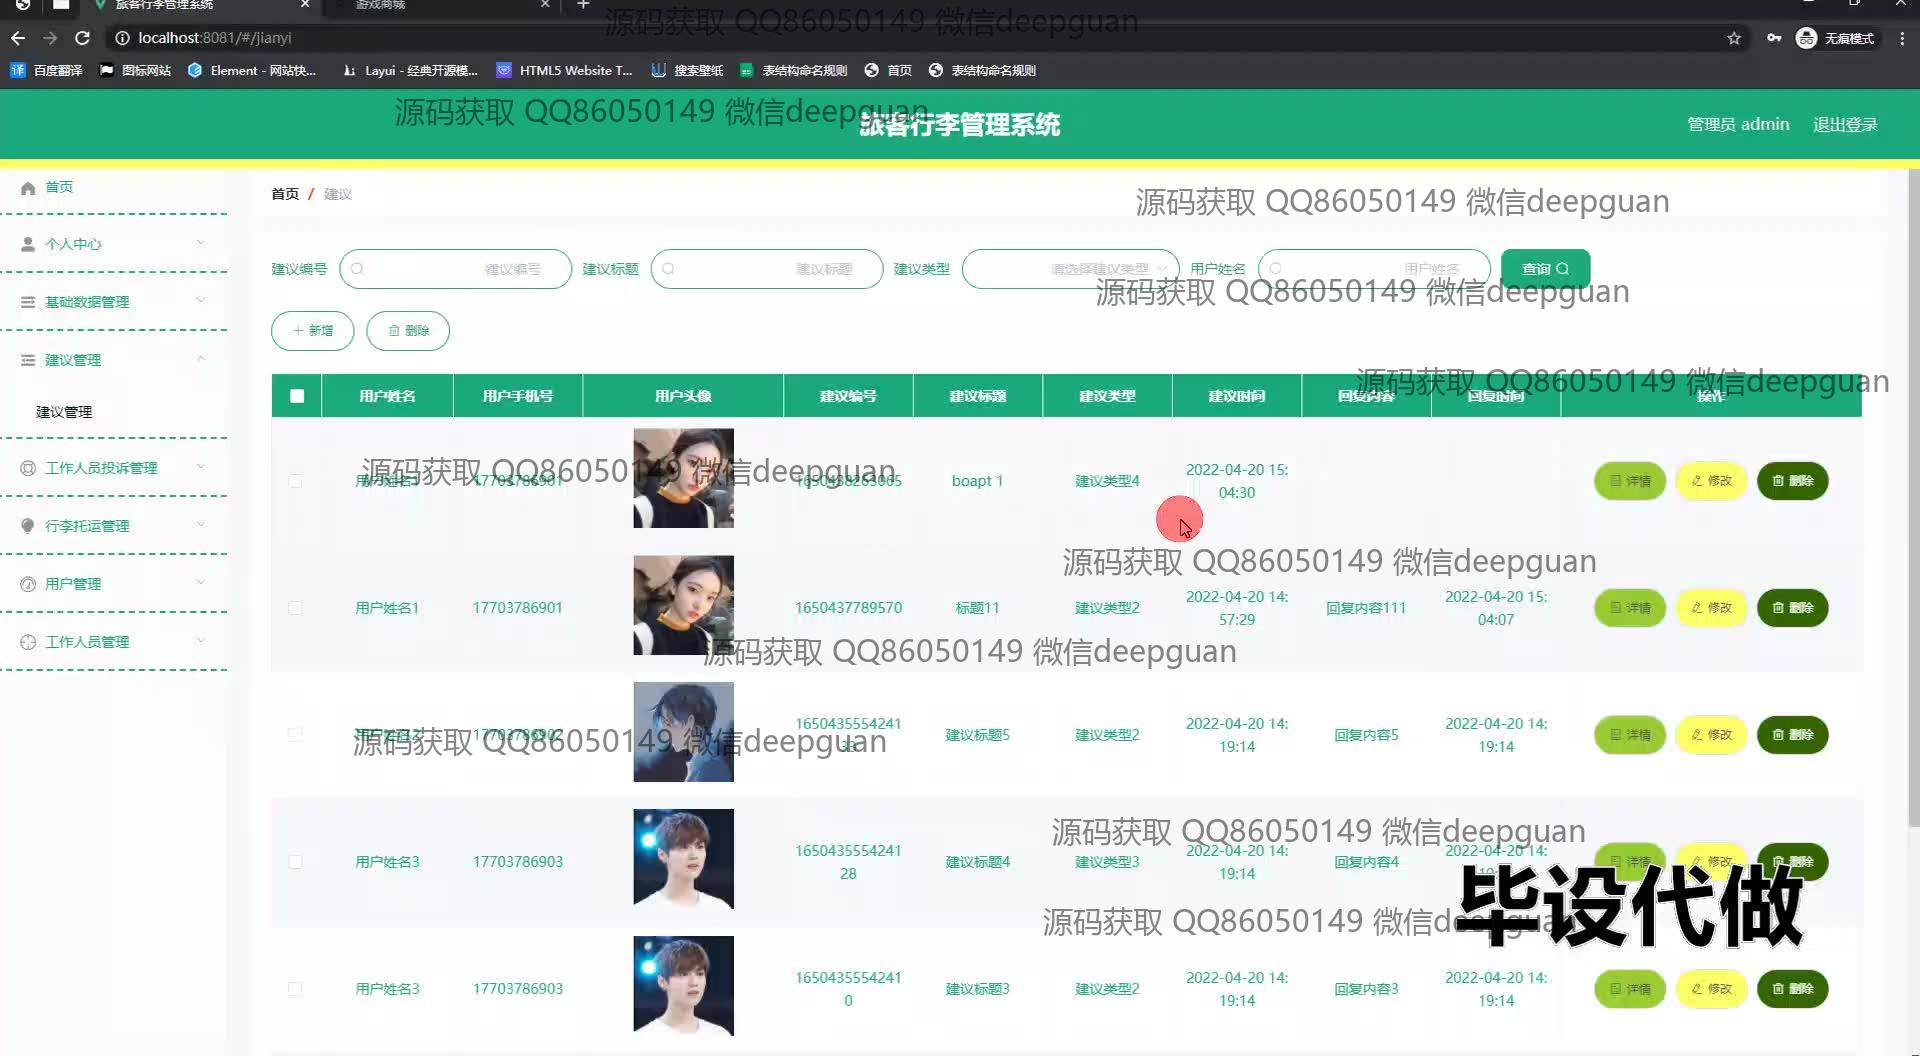 旅客行李管理系统
游戏商城
源码获取 QQ86050149 微信deepguan
localhost:8081/#/jianyi
无痕模式
百度翻译
图标网站
Element - 网站快...
Layui - 经典开源模...
HTML5 Website T...
搜索壁纸
表结构命名规则
首页
表结构命名规则
源码获取 QQ86050149 微信deepguan
旅客行李管理系统
管理员 admin
退出登录
首页
个人中心
基础数据管理
建议管理
建议管理
工作人员投诉管理
行李托运管理
用户管理
工作人员管理
首页 / 建议
源码获取 QQ86050149 微信deepguan
建议编号 建议编号 建议标题 建议标题 建议类型 请选择建议类型 用户姓名 用户姓名 查询
源码获取 QQ86050149 微信deepguan
新增 删除
源码获取 QQ86050149 微信deepguan
用户姓名 用户手机号 用户头像 建议编号 建议标题 建议类型 建议时间 回复内容 回复时间 操作
源码获取 QQ86050149 微信deepguan
17703786901 boapt 1 建议类型4 2022-04-20 15:
04:30
详情 修改 删除
源码获取 QQ86050149 微信deepguan
用户姓名1 17703786901 1650437789570 标题11 建议类型2 2022-04-20 14:
57:29
回复内容111 2022-04-20 15:
04:07
详情 修改 删除
源码获取 QQ86050149 微信deepguan
源码获取 QQ86050149 微信deepguan
17703786902 1650435554241
建议标题5 建议类型2 2022-04-20 14:
19:14
回复内容5 2022-04-20 14:
19:14
详情 修改 删除
源码获取 QQ86050149 微信deepguan
用户姓名3 17703786903 1650435554241
28
建议标题4 建议类型3 2022-04-20 14:
19:14
回复内容4 2022-04-20 14:
详情 修改 删除
毕设代做
源码获取 QQ86050149 微信deepguan
用户姓名3 17703786903 1650435554241
0
建议标题3 建议类型2 2022-04-20 14:
19:14
回复内容3 2022-04-20 14:
19:14
详情 修改 删除